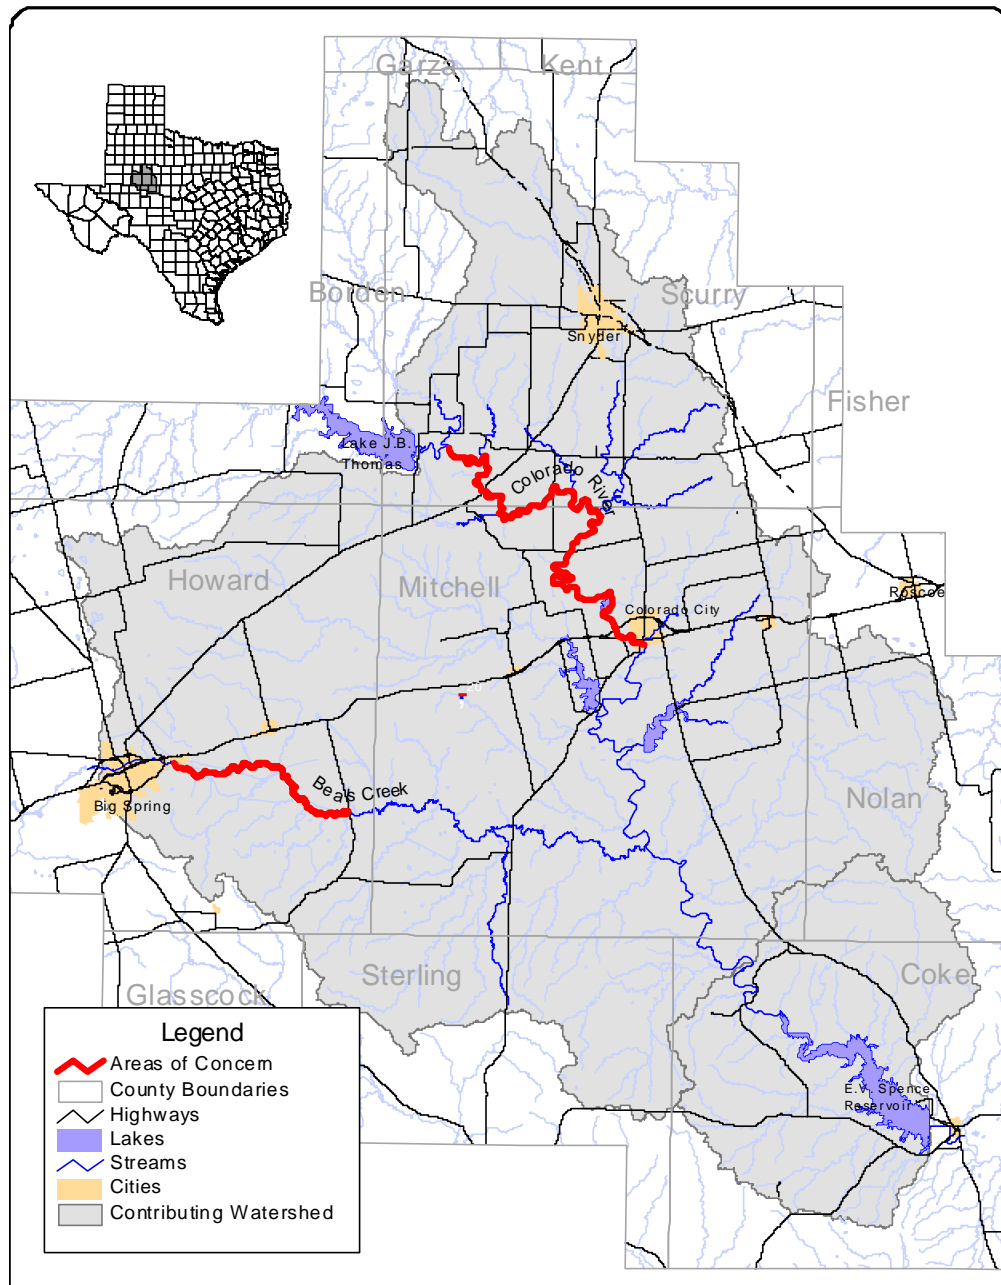 Garza
Kent
Borden
Scurry
Snyder
Fisher
Lake J.B.
Thomas
Colorado River
Howard
Mitchell
Colorado City
Roscoe
20
Beals Creek
Big Spring
Nolan
Sterling
Coke
Glasscock
E.V. Spence
Reservoir
Legend
Areas of Concern
County Boundaries
Highways
Lakes
Streams
Cities
Contributing Watershed